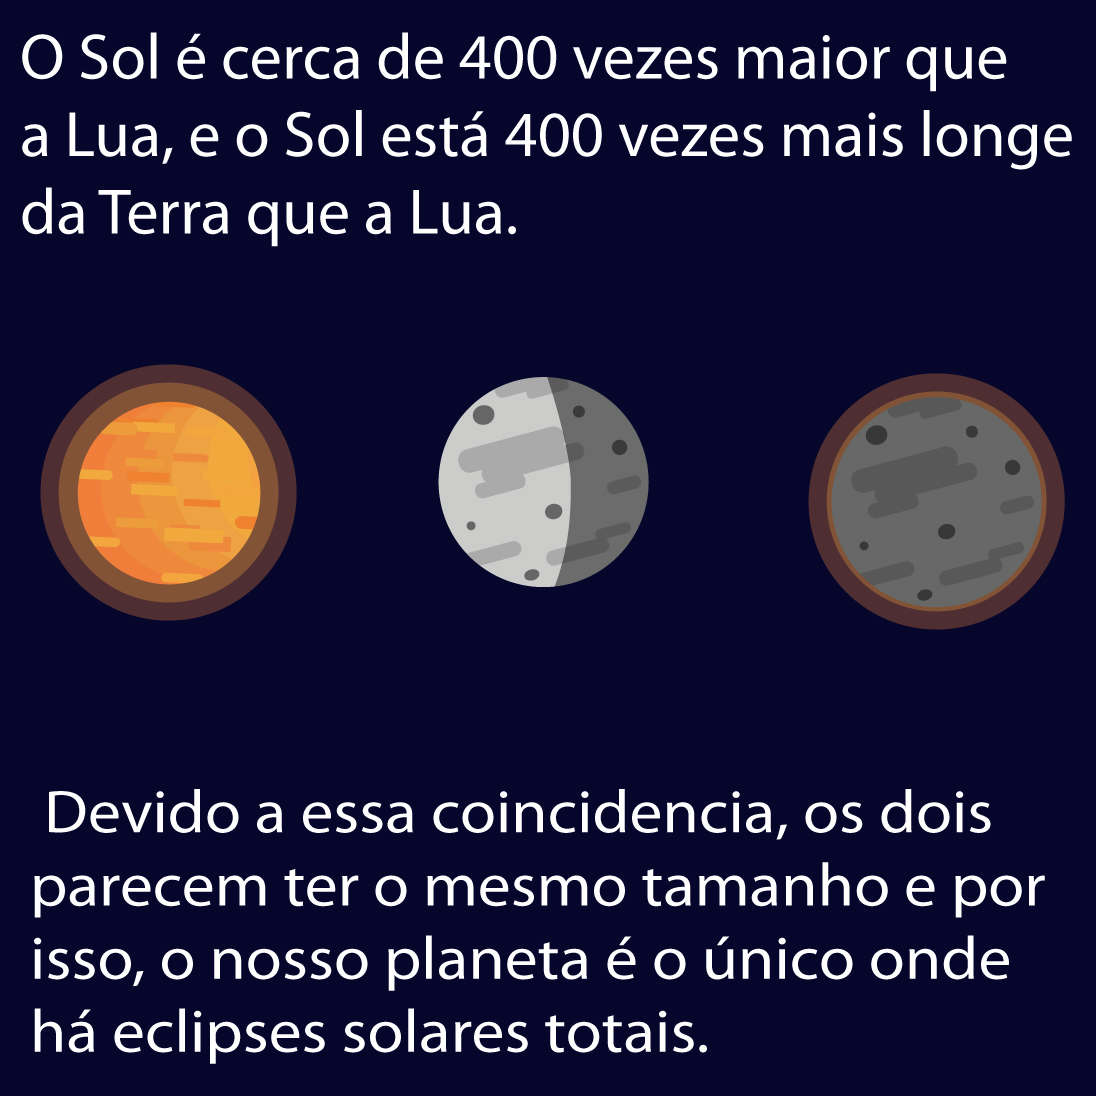 O Sol é cerca de 400 vezes maior que
a Lua, e o Sol está 400 vezes mais longe
da Terra que a Lua.
Devido a essa coincidencia, os dois
parecem ter o mesmo tamanho e por
isso, o nosso planeta é o único onde
há eclipses solares totais.